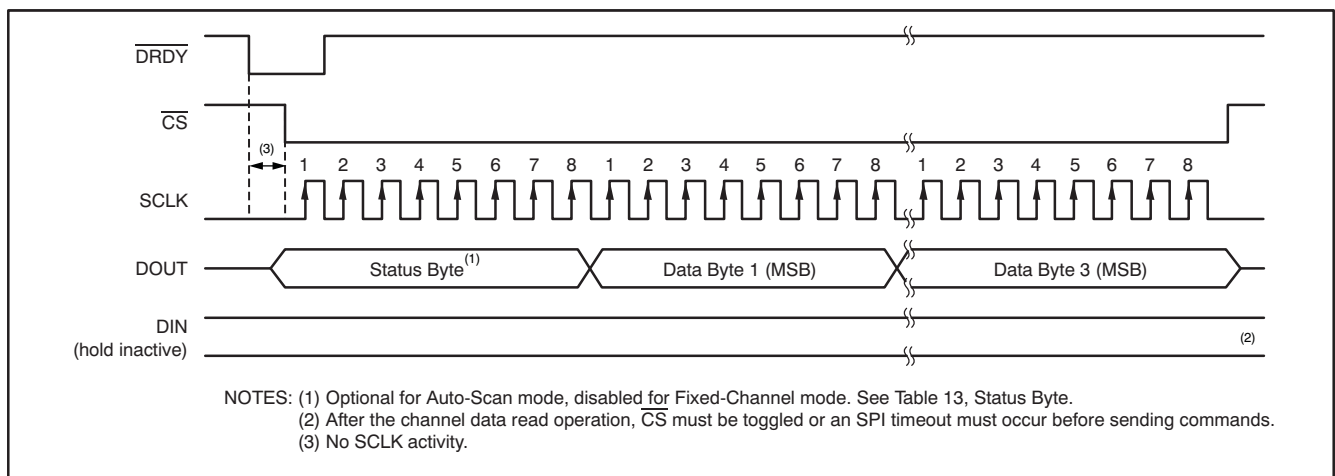 DRDY
CS
(3)
1 2 3 4 5 6 7 8 1 2 3 4 5 6 7 8 1 2 3 4 5 6 7 8
SCLK
DOUT Status Byte(1) Data Byte 1 (MSB) Data Byte 3 (MSB)
DIN
(hold inactive) (2)
NOTES: (1) Optional for Auto-Scan mode, disabled for Fixed-Channel mode. See Table 13, Status Byte.
(2) After the channel data read operation, CS must be toggled or an SPI timeout must occur before sending commands.
(3) No SCLK activity.